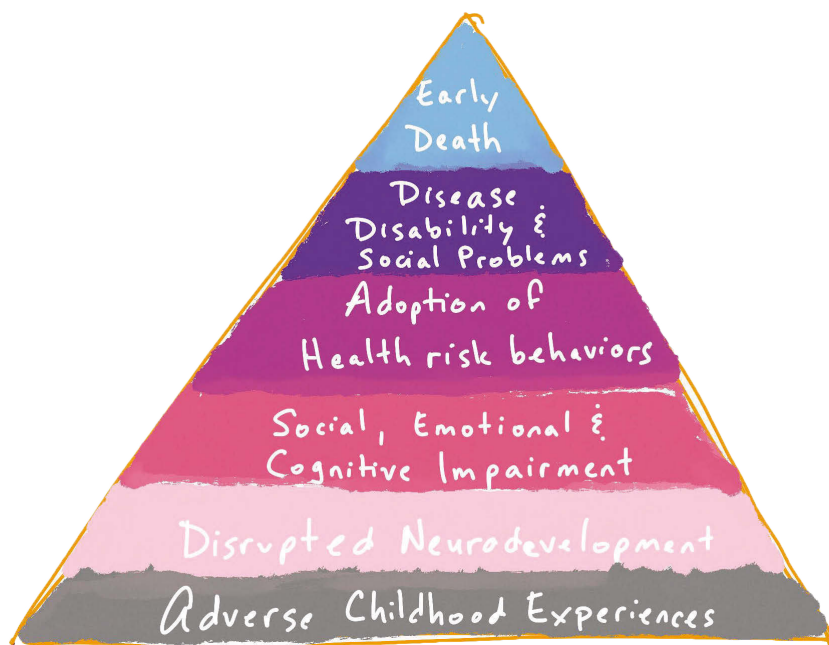 Early
Death
Disease
Disability &
Social Problems
Adoption of
Health risk behaviors
Social, Emotional &
Cognitive Impairment
Disrupted Neurodevelopment
Adverse Childhood Experiences